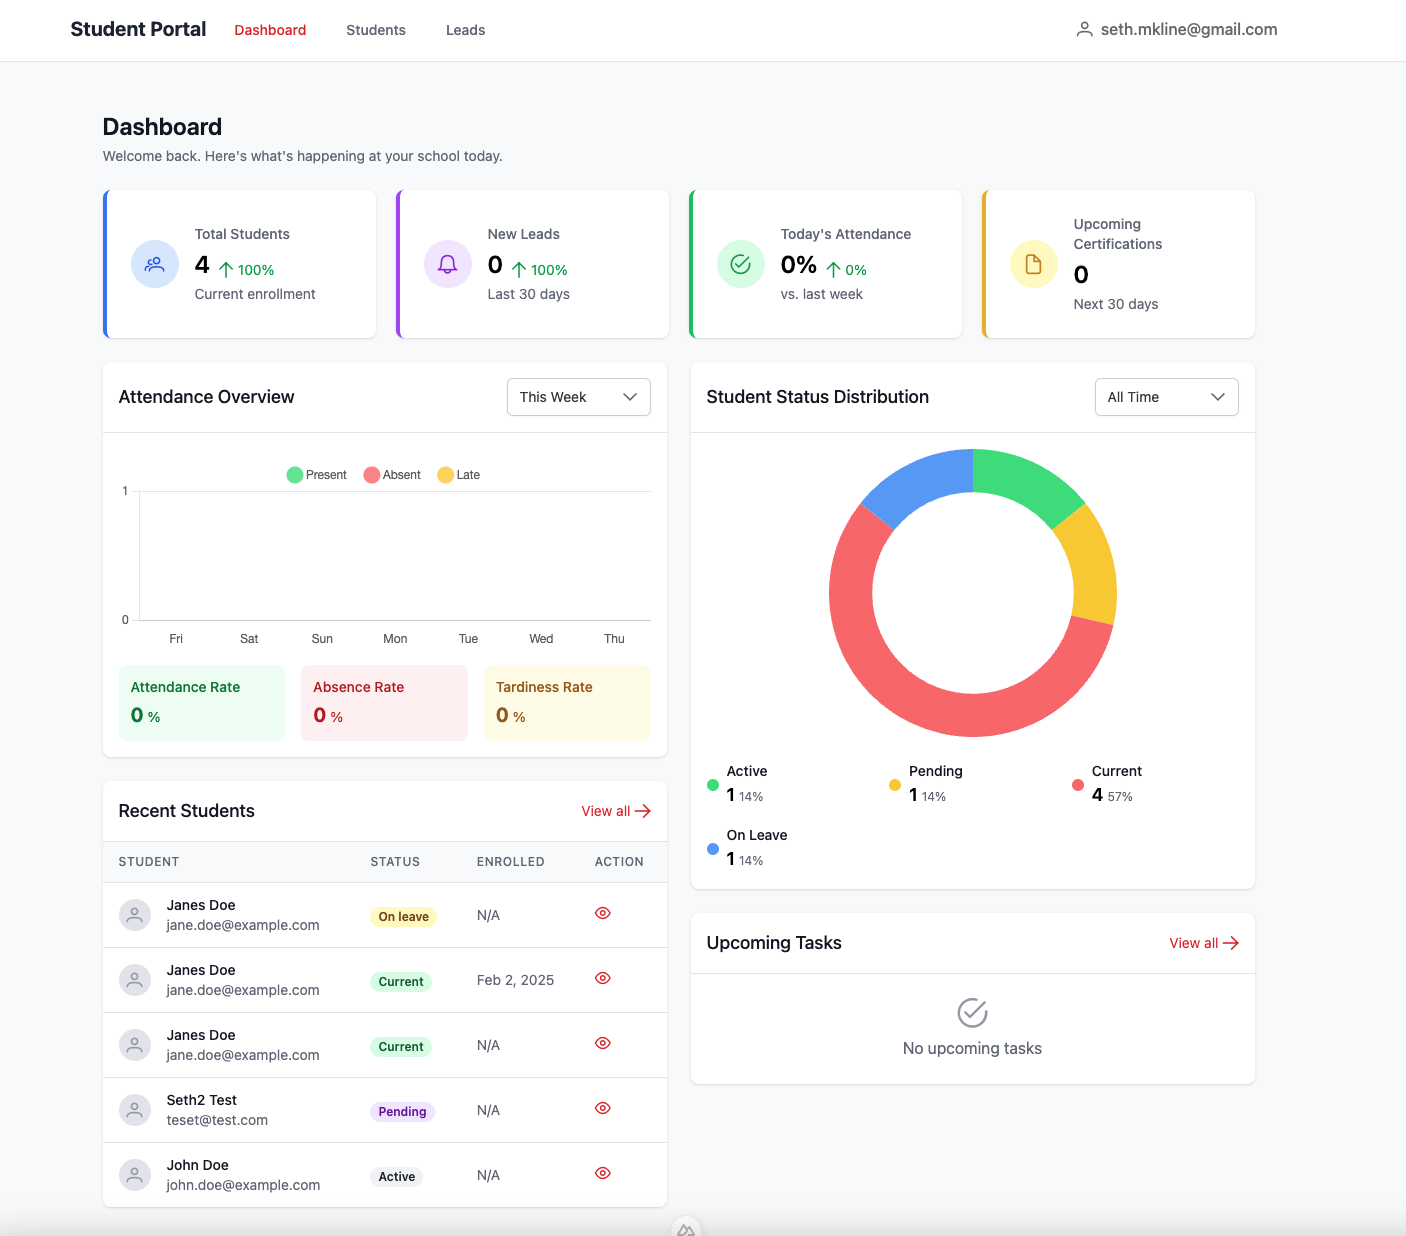 Student Portal
Dashboard
Students
Leads
seth.mkline@gmail.com
Dashboard
Welcome back. Here's what's happening at your school today.
Total Students
4 100%
Current enrollment
New Leads
0 100%
Last 30 days
Today's Attendance
0% 0%
vs. last week
Upcoming
Certifications
0
Next 30 days
Attendance Overview
This Week
Present Absent Late
1
0
Fri Sat Sun Mon Tue Wed Thu
Attendance Rate
0 %
Absence Rate
0 %
Tardiness Rate
0 %
Student Status Distribution
All Time
Active
1 14%
Pending
1 14%
Current
4 57%
On Leave
1 14%
Recent Students
View all
STUDENT STATUS ENROLLED ACTION
Janes Doe
jane.doe@example.com
On leave
N/A
Janes Doe
jane.doe@example.com
Current
Feb 2, 2025
Janes Doe
jane.doe@example.com
Current
N/A
Seth2 Test
teset@test.com
Pending
N/A
John Doe
john.doe@example.com
Active
N/A
Upcoming Tasks
View all
No upcoming tasks